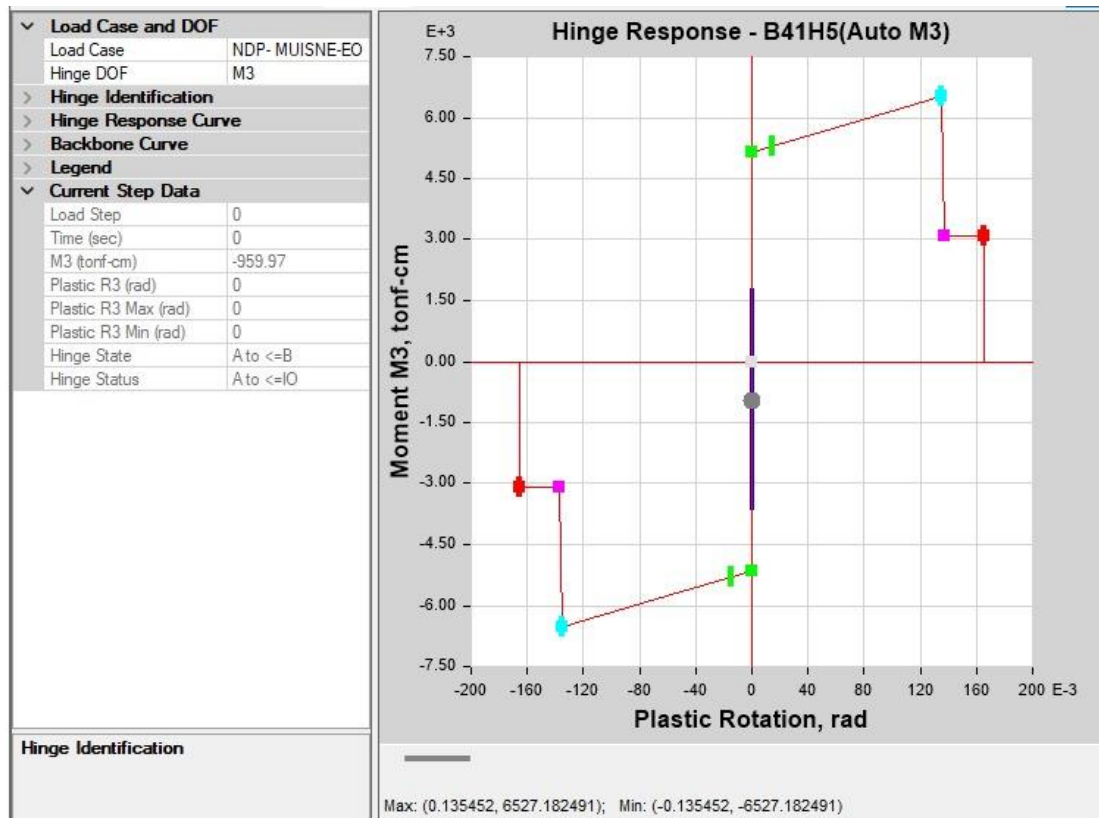 Load Case and DOF
Load Case NDP- MUISNE-EO
Hinge DOF M3
Hinge Identification
Hinge Response Curve
Backbone Curve
Legend
Current Step Data
Load Step 0
Time (sec) 0
M3 (tonf-cm) -959.97
Plastic R3 (rad) 0
Plastic R3 Max (rad) 0
Plastic R3 Min (rad) 0
Hinge State A to <=B
Hinge Status A to <=IO
Hinge Identification
Hinge Response - B41H5(Auto M3)
E+3
7.50
6.00
4.50
3.00
1.50
0.00
-1.50
-3.00
-4.50
-6.00
-7.50
Moment M3, tonf-cm
-200 -160 -120 -80 -40 0 40 80 120 160 200 E-3
Plastic Rotation, rad
Max: (0.135452, 6527.182491); Min: (-0.135452, -6527.182491)